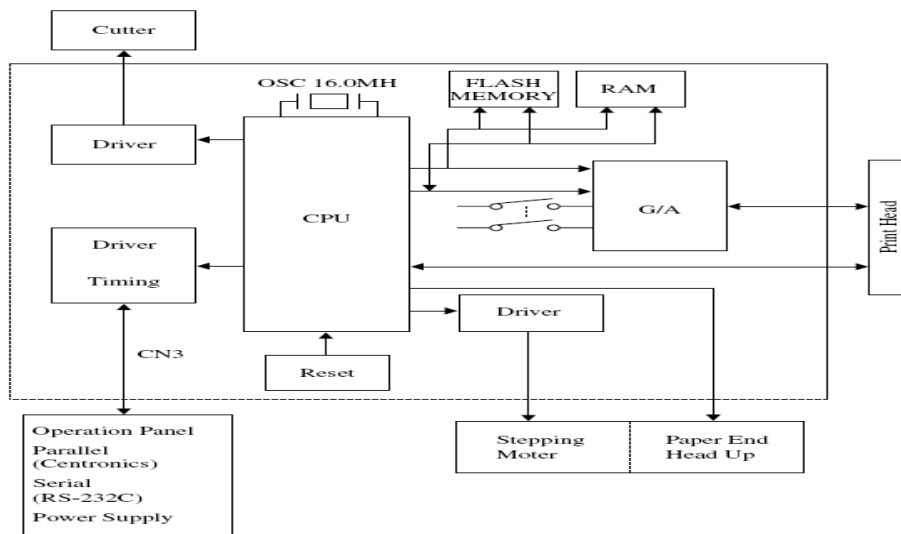 Cutter
OSC 16.0MH
FLASH
MEMORY
RAM
Driver
CPU
G/A
Print Head
Driver
Timing
Driver
CN3
Reset
Operation Panel
Parallel
(Centronics)
Serial
(RS-232C)
Power Supply
Stepping
Moter
Paper End
Head Up